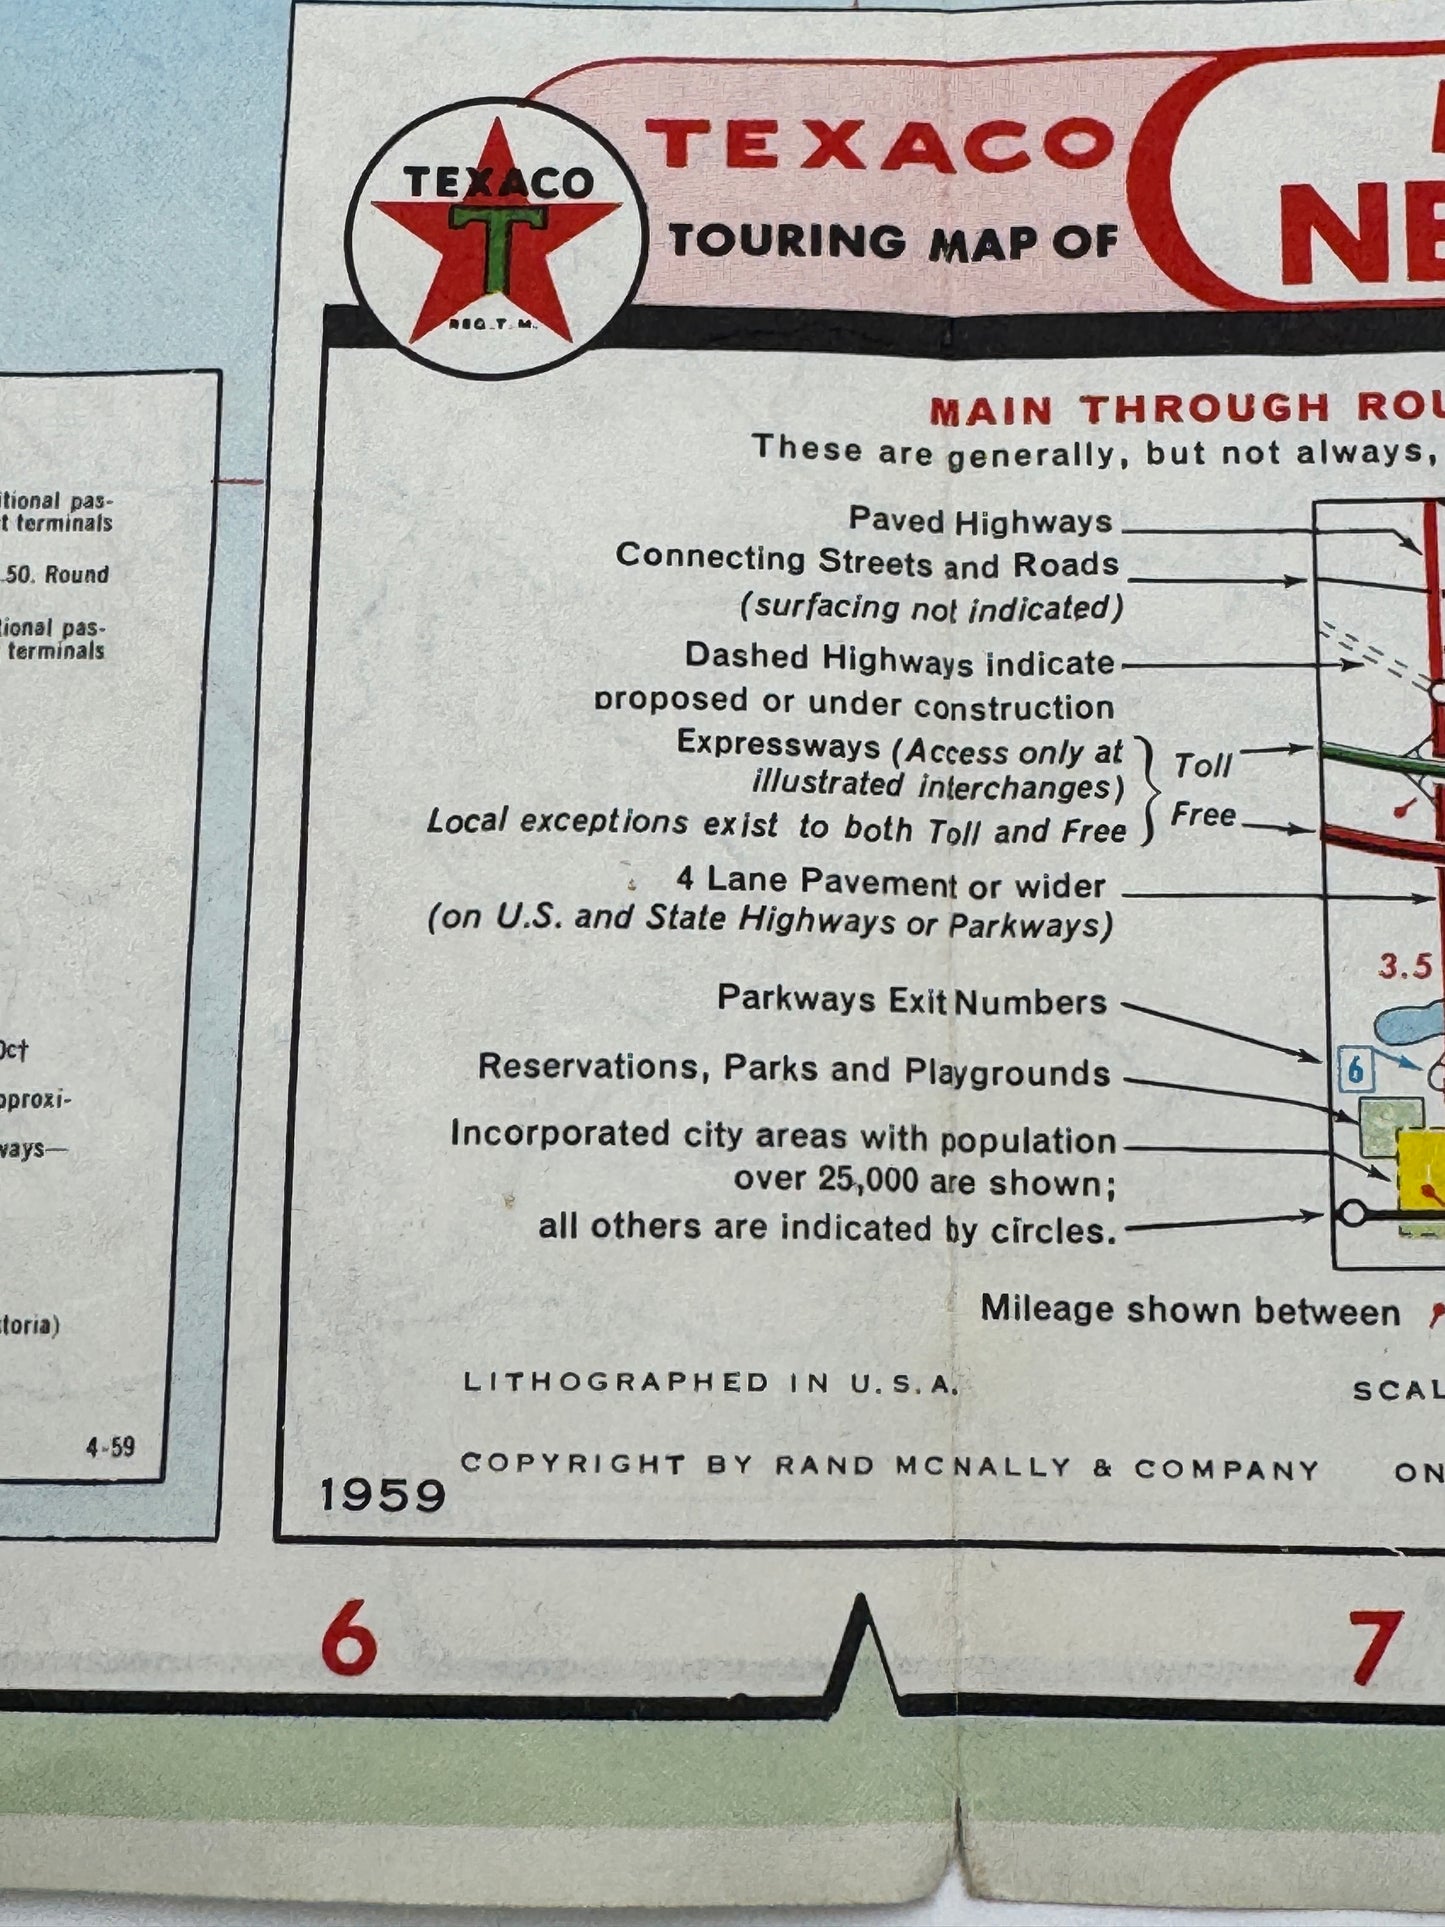 TEXACO
T
REG. T. M.
TEXACO
TOURING MAP OF
NE
MAIN THROUGH ROU
These are generally, but not always,
Paved Highways
Connecting Streets and Roads
(surfacing not indicated)
Dashed Highways indicate
proposed or under construction
Expressways (Access only at
illustrated interchanges)
Local exceptions exist to both Toll and Free
Toll
Free
4 Lane Pavement or wider
(on U.S. and State Highways or Parkways)
3.5
Parkways Exit Numbers
6
Reservations, Parks and Playgrounds
Incorporated city areas with population
over 25,000 are shown;
all others are indicated by circles.
Mileage shown between
LITHOGRAPHED IN U.S.A.
SCAL
COPYRIGHT BY RAND MCNALLY & COMPANY
ON
1959
itional pas-
t terminals
.50. Round
tional pas-
terminals
Oct
pproxi-
ways—
toria)
4-59
6
7